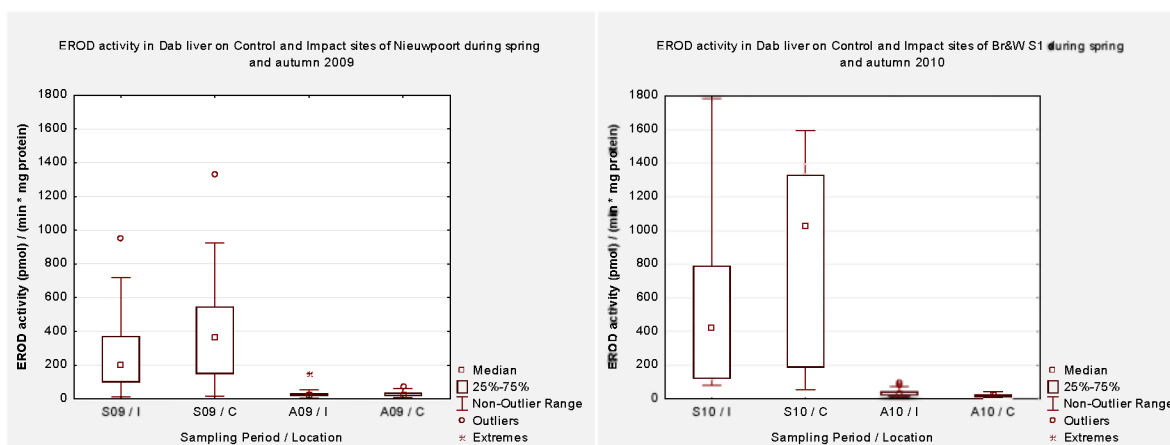 EROD activity in Dab liver on Control and Impact sites of Nieuwpoort during spring
and autumn 2009
EROD activity (pmol) / (min * mg protein)
1800
1600
1400
1200
1000
800
600
400
200
0
S09 / I
S09 / C
A09 / I
A09 / C
Sampling Period / Location
Median
25%-75%
Non-Outlier Range
Outliers
Extremes
EROD activity in Dab liver on Control and Impact sites of Br&W S1 during spring
and autumn 2010
EROD activity (pmol) / (min * mg protein)
1800
1600
1400
1200
1000
800
600
400
200
0
S10 / I
S10 / C
A10 / I
A10 / C
Sampling Period / Location
Median
25%-75%
Non-Outlier Range
Outliers
Extremes